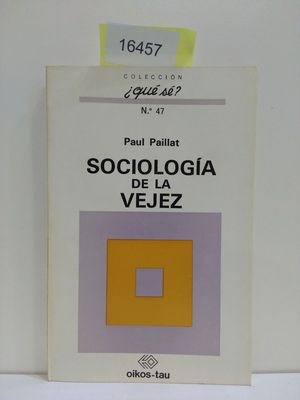 16457
COLECCIÓN
¿qué sé?
N.º 47
Paul Paillat
SOCIOLOGÍA
DE LA
VEJEZ
oikos-tau